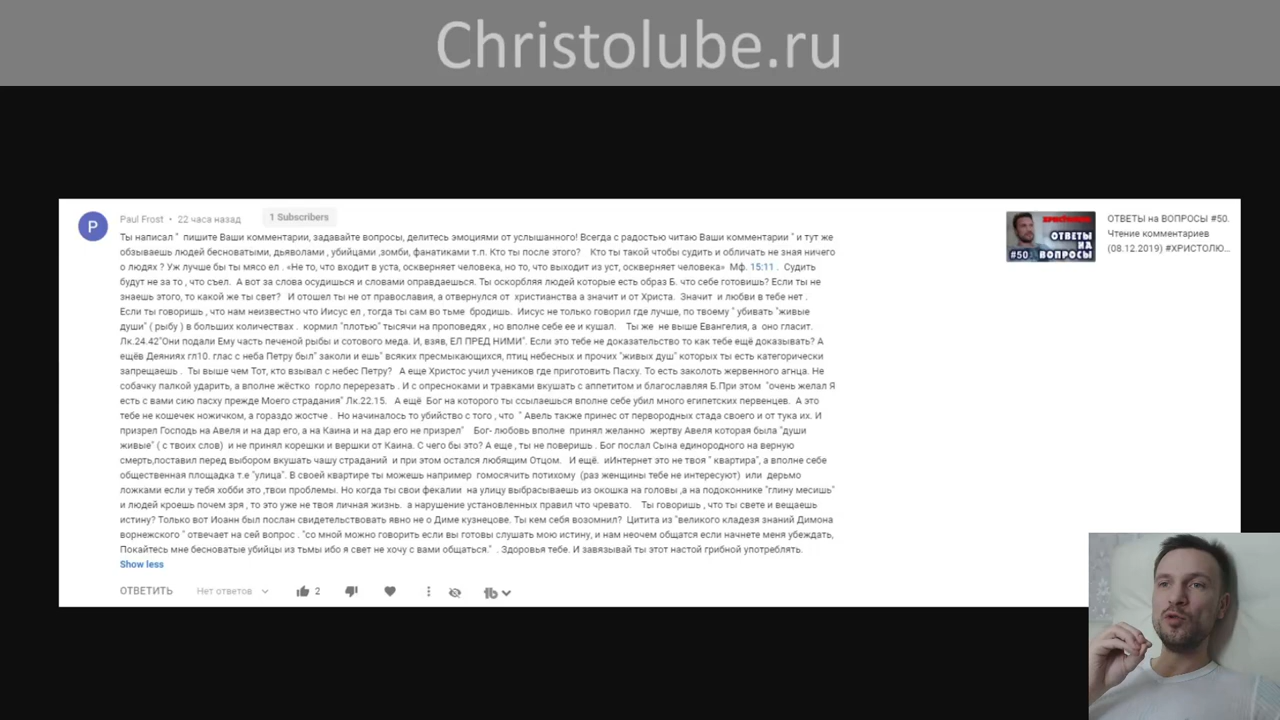 Christolube.ru
P
Paul Frost • 22 часа назад 1 Subscribers
Ты написал " пишите Ваши комментарии, задавайте вопросы, делитесь эмоциями от услышанного! Всегда с радостью читаю Ваши комментарии " и тут же
обзываешь людей бесноватыми, дьяволами , убийцами ,зомби, фанатиками т.п. Кто ты после этого? Кто ты такой чтобы судить и обличать не зная ничего
о людях ? Уж лучше бы ты мясо ел . «Не то, что входит в уста, оскверняет человека, но то, что выходит из уст, оскверняет человека» Мф. 15:11 . Судить
будут не за то , что съел. А вот за слова осудишься и словами оправдаешься. Ты оскорбляя людей которые есть образ Б. что себе готовишь? Если ты не
знаешь этого, то какой же ты свет? И отошел ты не от православия, а отвернулся от христианства а значит и от Христа. Значит и любви в тебе нет .
Если ты говоришь , что нам неизвестно что Иисус ел , тогда ты сам во тьме бродишь. Иисус не только говорил где лучше, по твоему " убивать "живые
души" ( рыбу ) в больших количествах . кормил "плотью" тысячи на проповедях , но вполне себе ее и кушал. Ты же не выше Евангелия, а оно гласит.
Лк.24.42"Они подали Ему часть печеной рыбы и сотового меда. И, взяв, ЕЛ ПРЕД НИМИ". Если это тебе не доказательство то как тебе ещё доказывать? А
ещёв Деяниях гл10. глас с неба Петру был" заколи и ешь" всяких пресмыкающихся, птиц небесных и прочих "живых душ" которых ты есть категорически
запрещаешь . Ты выше чем Тот, кто взывал с небес Петру? А еще Христос учил учеников где приготовить Пасху. То есть заколоть жервенного агнца. Не
собачку палкой ударить, а вполне жёстко горло перерезать . И с опресноками и травками вкушать с аппетитом и благославляя Б.При этом "очень желал Я
есть с вами сию пасху прежде Моего страдания" Лк.22.15. А ещё Бог на которого ты ссылаешься вполне себе убил много египетских первенцев. А это
тебе не кошечек ножичком, а гораздо жостче . Но начиналось то убийство с того , что " Авель также принес от первородных стада своего и от тука их. И
призрел Господь на Авеля и на дар его, а на Каина и на дар его не призрел" Бог- любовь вполне принял желанно жертву Авеля которая была "души
живые" ( с твоих слов) и не принял корешки и вершки от Каина. С чего бы это? А еще , ты не поверишь . Бог послал Сына единородного на верную
смерть,поставил перед выбором вкушать чашу страданий и при этом остался любящим Отцом. И ещё. иИнтернет это не твоя " квартира", а вполне себе
общественная площадка т.е "улица". В своей квартире ты можешь например гомосячить потихому (раз женщины тебе не интересуют) или дерьмо
ложками если у тебя хобби это ,твои проблемы. Но когда ты свои фекалии на улицу выбрасываешь из окошка на головы ,а на подоконнике "глину месишь"
и людей кроешь почем зря , то это уже не твоя личная жизнь. а нарушение установленных правил что чревато. Ты говоришь , что ты свете и вещаешь
истину? Только вот Иоанн был послан свидетельствовать явно не о Диме кузнецове. Ты кем себя возомнил? Цитита из "великого кладезя знаний Димона
ворнежского " отвечает на сей вопрос . "со мной можно говорить если вы готовы слушать мою истину, и нам неочем общатся если начнете меня убеждать,
Покайтесь мне бесноватые убийцы из тьмы ибо я свет не хочу с вами общаться." . Здоровья тебе. И завязывай ты этот настой грибной употреблять.
Show less
ОТВЕТИТЬ Нет ответов 2
ОТВЕТЫ
НА
#50 ВОПРОСЫ
ОТВЕТЫ на ВОПРОСЫ #50.
Чтение комментариев
(08.12.2019) #ХРИСТОЛЮ...